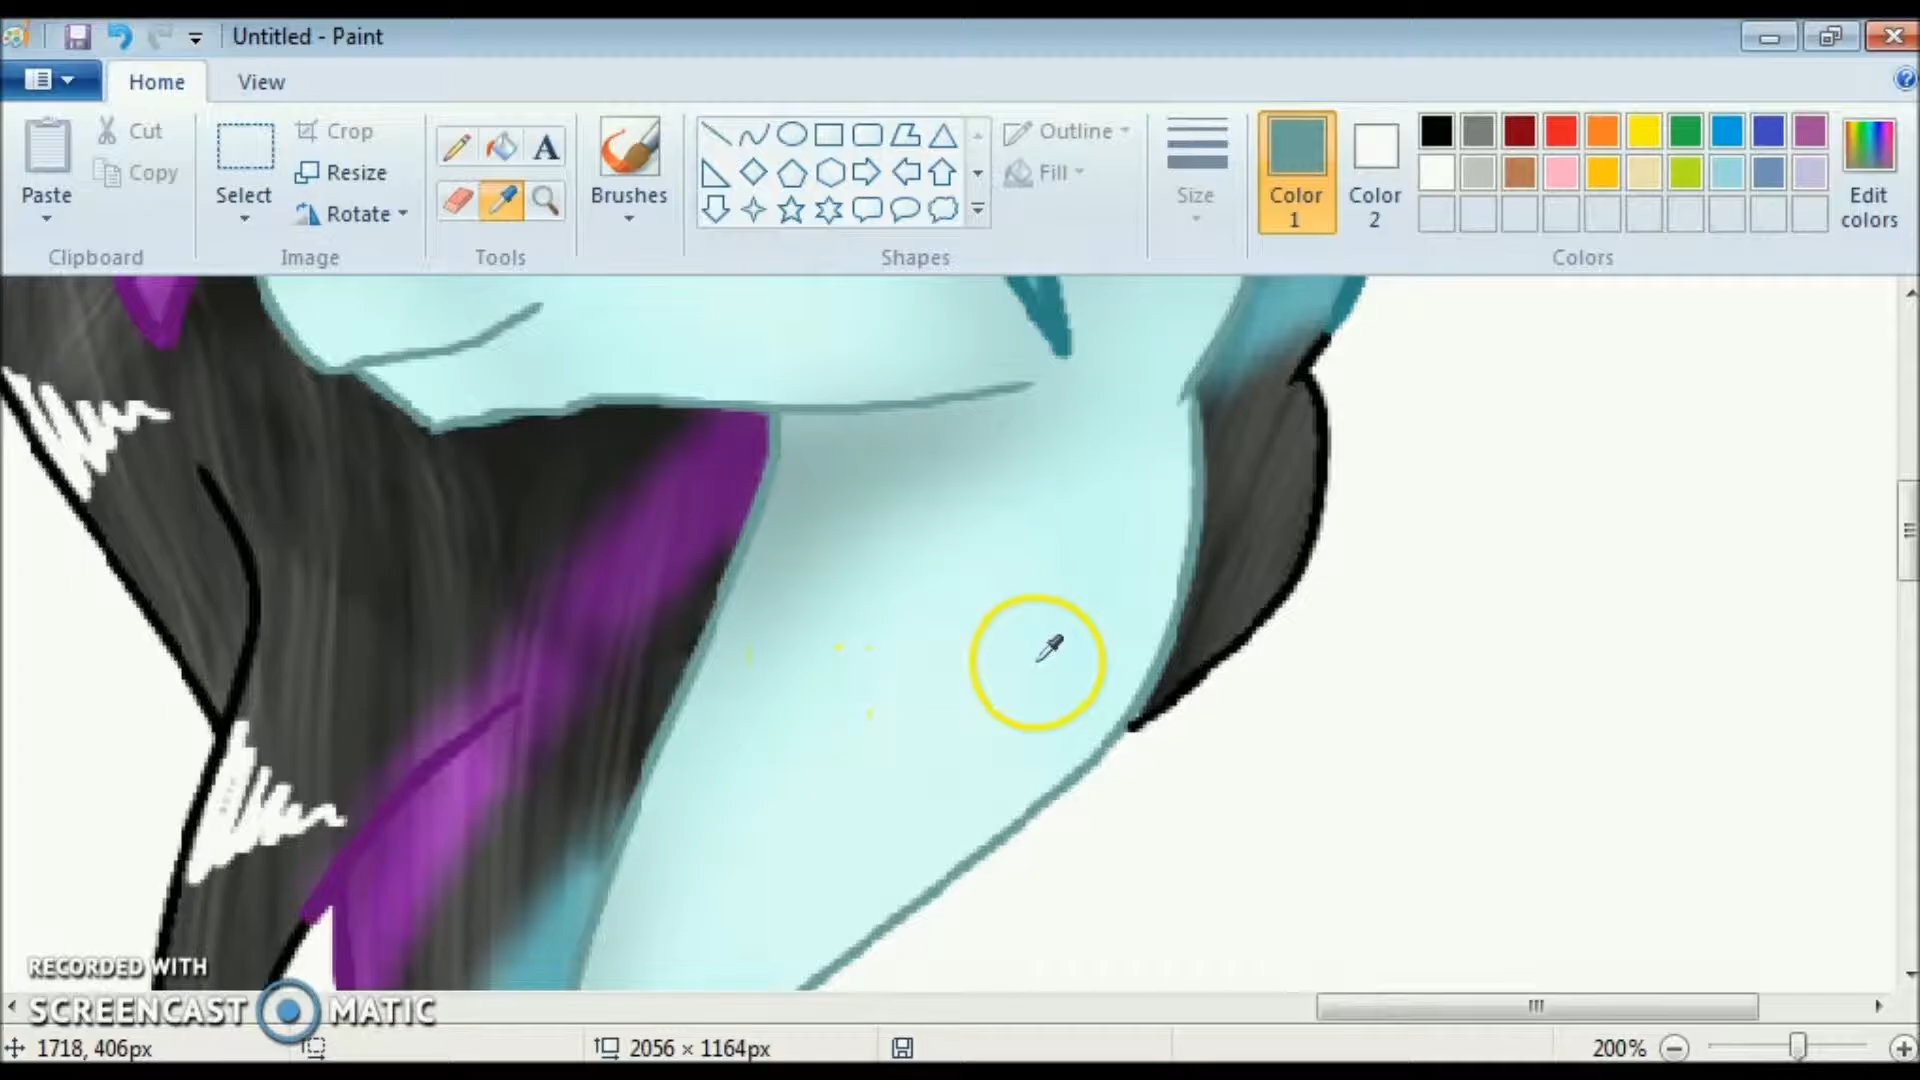 Untitled - Paint
Home View
Cut
Copy
Paste
Clipboard
Select
Crop
Resize
Rotate
Image
A
Tools
Brushes
Outline
Fill
Shapes
Size
Color 1
Color 2
Edit colors
Colors
RECORDED WITH
SCREENCAST MATIC
1718, 406px
2056 × 1164px
200%